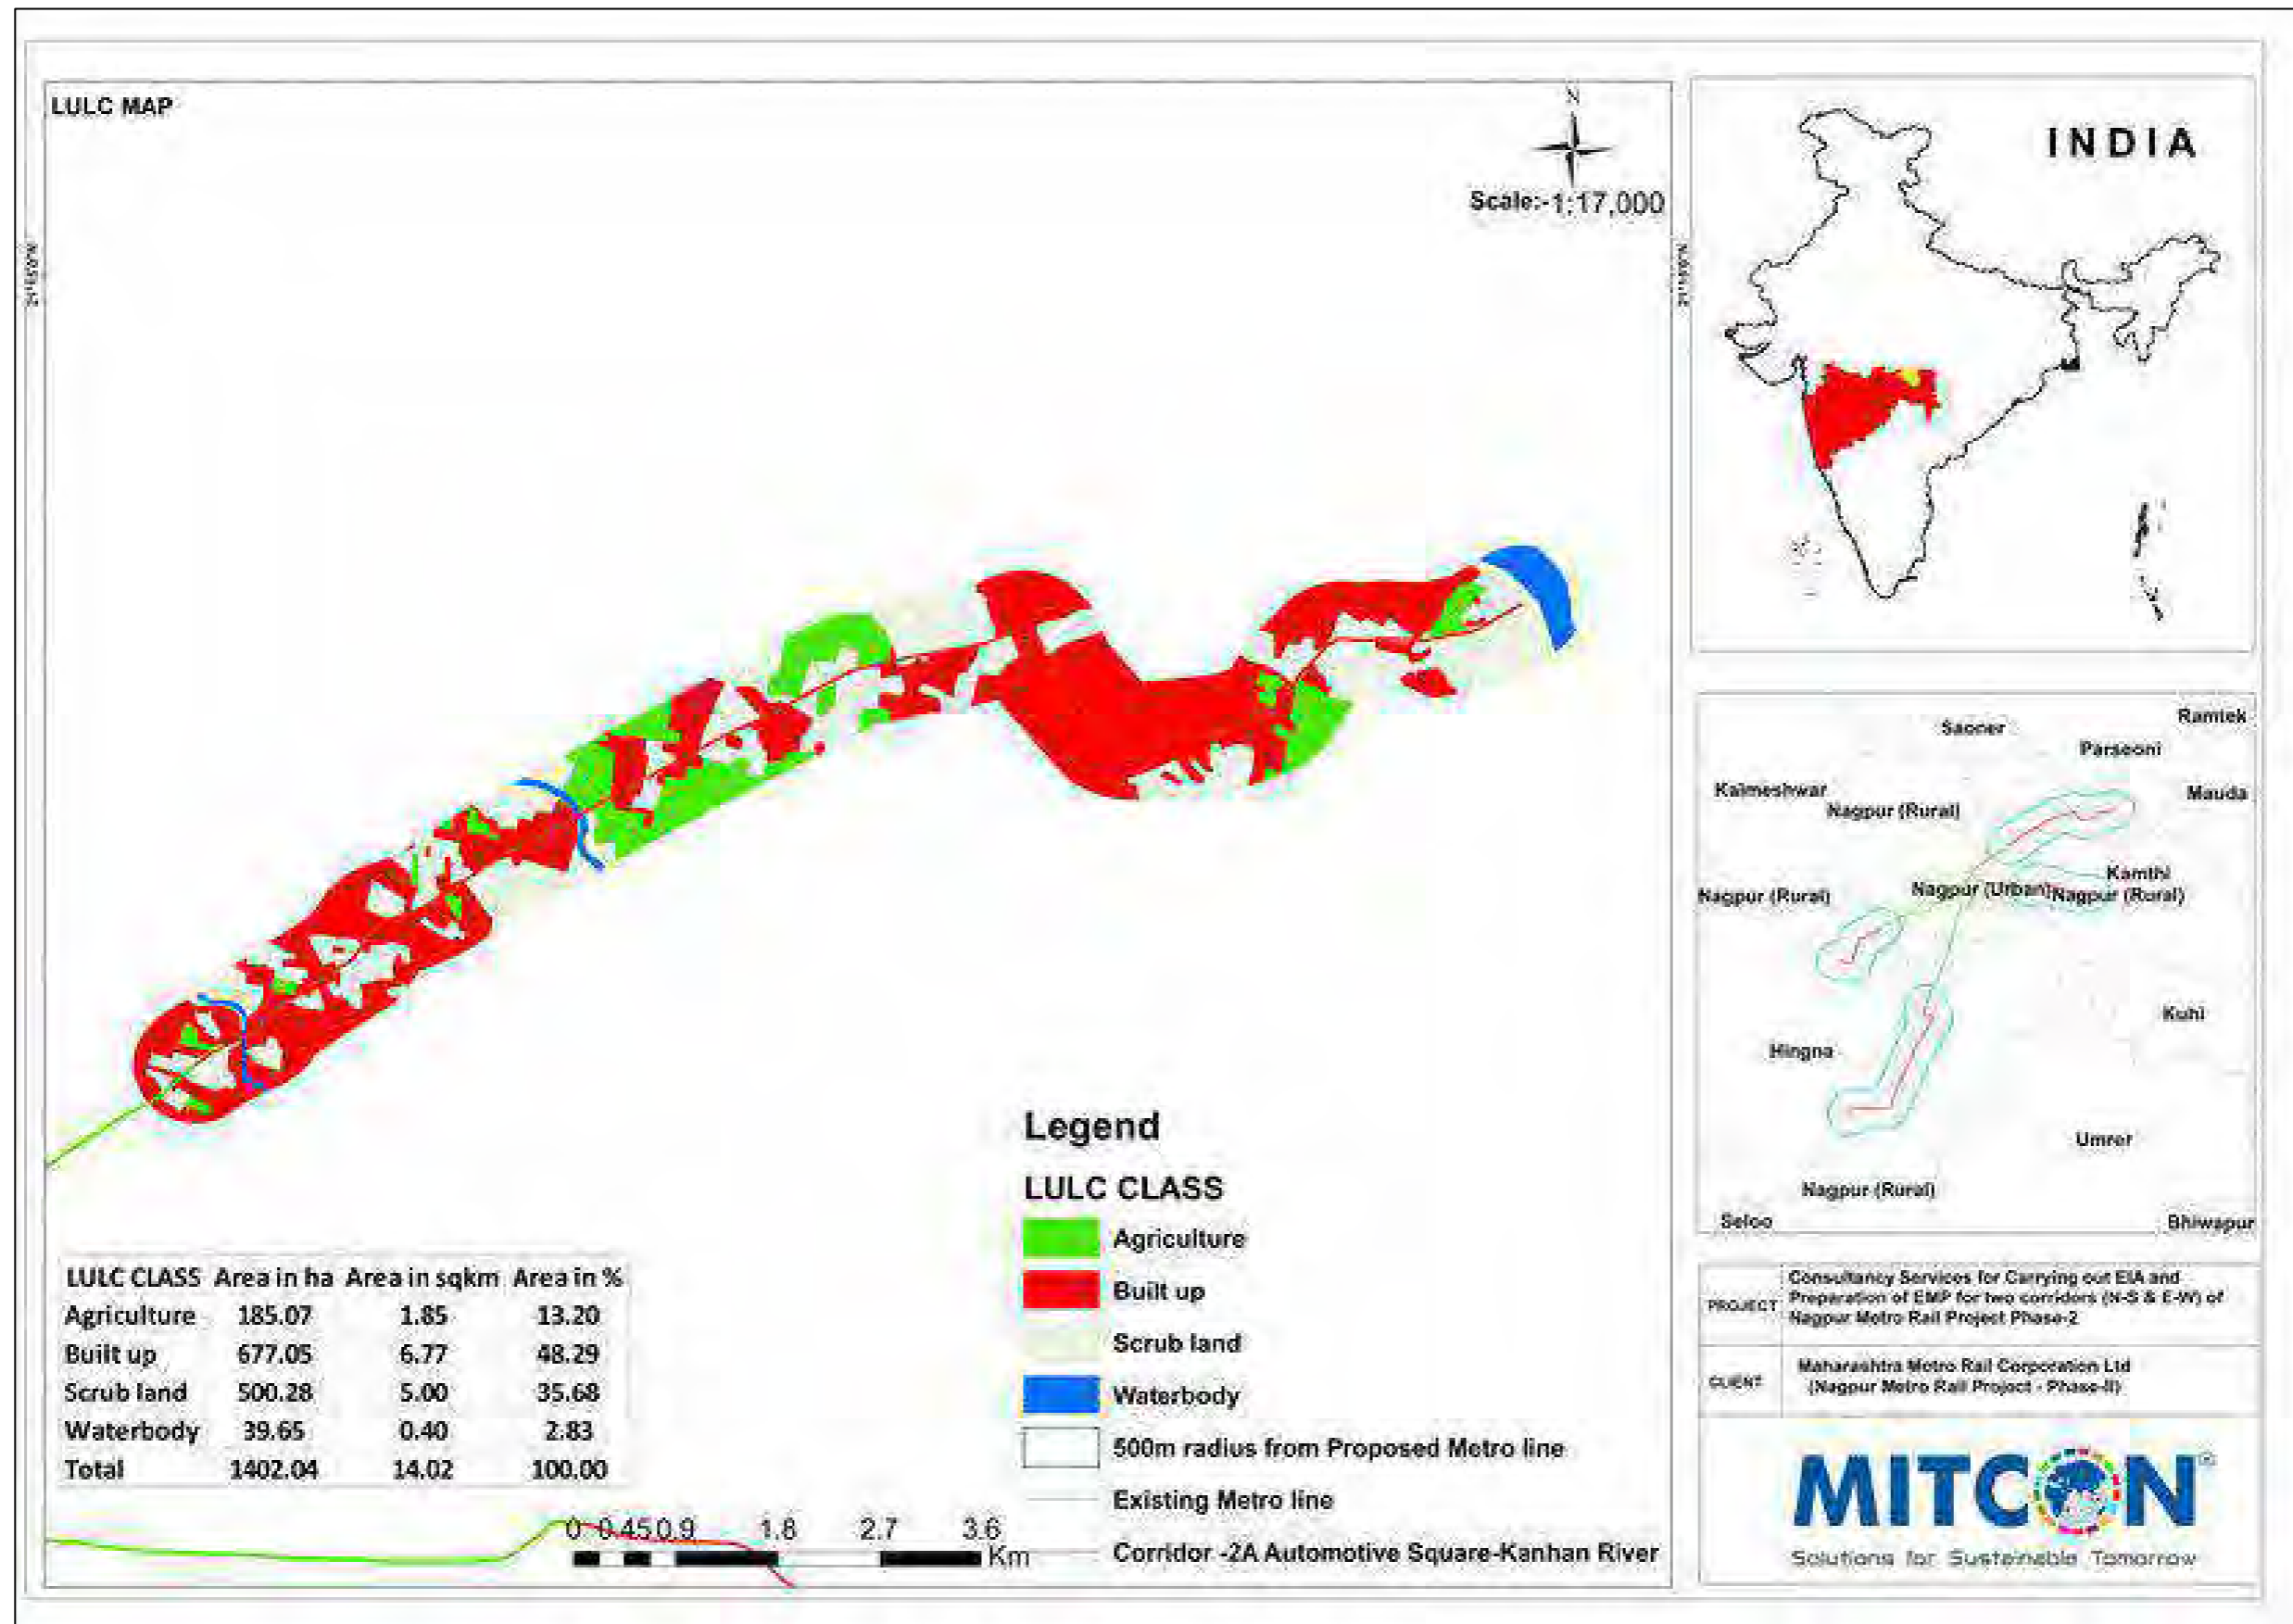 LULC MAP
N
Scale:-1:17,000
21°15'0"N
21°15'0"N
Legend
LULC CLASS
Agriculture
Built up
Scrub land
Waterbody
500m radius from Proposed Metro line
Existing Metro line
Corridor -2A Automotive Square-Kanhan River
LULC CLASS Area in ha Area in sqkm Area in %
Agriculture 185.07 1.85 13.20
Built up 677.05 6.77 48.29
Scrub land 500.28 5.00 35.68
Waterbody 39.65 0.40 2.83
Total 1402.04 14.02 100.00
0 0.45 0.9 1.8 2.7 3.6
Km
INDIA
Ramtek
Saoner
Parseoni
Kalmeshwar
Mauda
Nagpur (Rural)
Kamthi
Nagpur (Rural)
Nagpur (Urban)
Nagpur (Rural)
Kuhi
Hingna
Umrer
Nagpur (Rural)
Seloo
Bhiwapur
PROJECT
Consultancy Services for Carrying out EIA and
Preparation of EMP for two corridors (N-S & E-W) of
Nagpur Metro Rail Project Phase-2
CLIENT
Maharashtra Metro Rail Corporation Ltd
(Nagpur Metro Rail Project - Phase-II)
MITCON®
Solutions for Sustainable Tomorrow